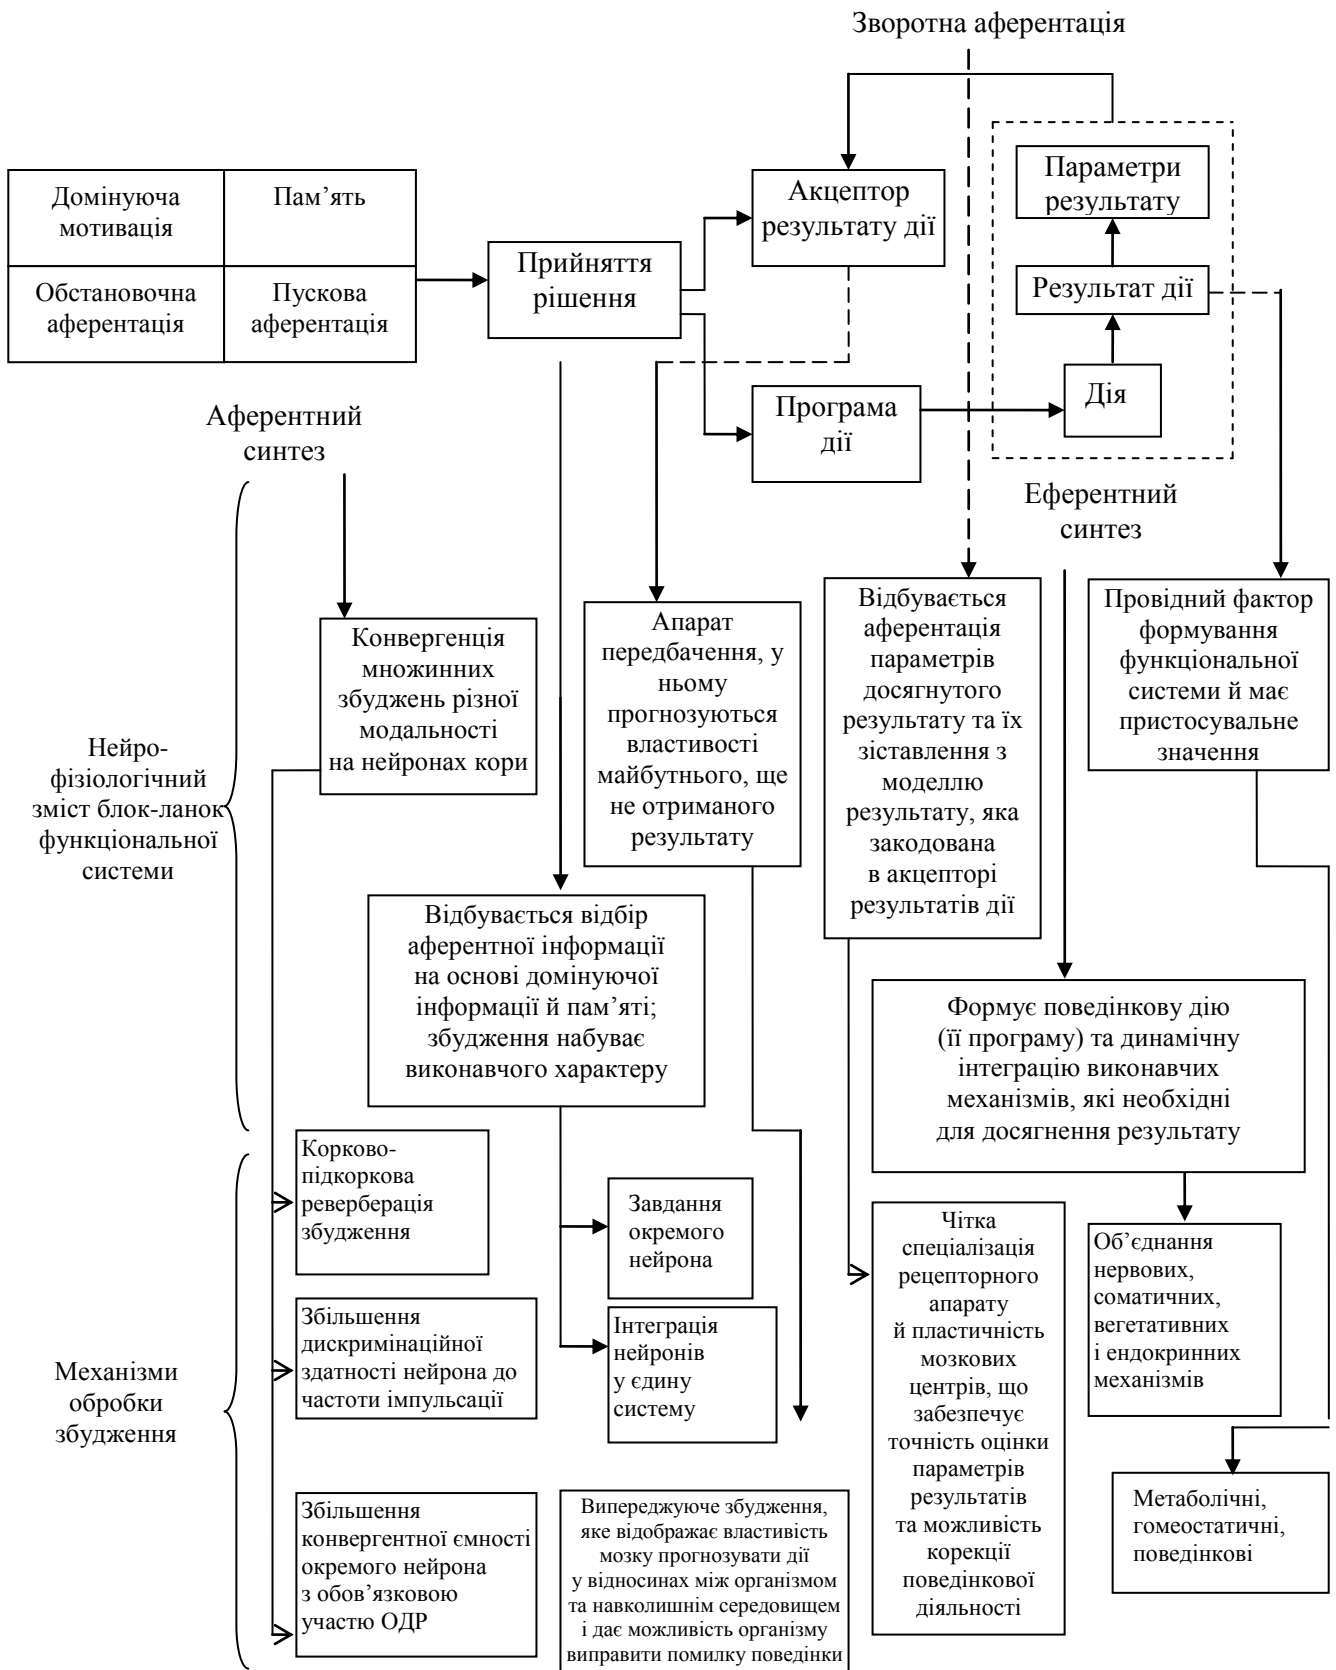 Зворотна аферентація
Домінуюча
мотивація
Пам’ять
Обстановочна
аферентація
Пускова
аферентація
Прийняття
рішення
Акцептор
результату дії
Параметри
результату
Результат дії
Дія
Програма
дії
Аферентний
синтез
Еферентний
синтез
Нейро-
фізіологічний
зміст блок-ланок
функціональної
системи
Конвергенція
множинних
збуджень різної
модальності
на нейронах кори
Апарат
передбачення, у
ньому
прогнозуються
властивості
майбутнього, ще
не отриманого
результату
Відбувається
аферентація
параметрів
досягнутого
результату та їх
зіставлення з
моделлю
результату, яка
закодована
в акцепторі
результатів дії
Провідний фактор
формування
функціональної
системи й має
пристосувальне
значення
Відбувається відбір
аферентної інформації
на основі домінуючої
інформації й пам’яті;
збудження набуває
виконавчого характеру
Формує поведінкову дію
(її програму) та динамічну
інтеграцію виконавчих
механізмів, які необхідні
для досягнення результату
Механізми
обробки
збудження
Корково-
підкоркова
реверберація
збудження
Збільшення
дискримінаційної
здатності нейрона до
частоти імпульсації
Збільшення
конвергентної ємності
окремого нейрона
з обов’язковою
участю ОДР
Завдання
окремого
нейрона
Інтеграція
нейронів
у єдину
систему
Випереджуюче збудження,
яке відображає властивість
мозку прогнозувати дії
у відносинах між організмом
та навколишнім середовищем
і дає можливість організму
виправити помилку поведінки
Чітка
спеціалізація
рецепторного
апарату
й пластичність
мозкових
центрів, що
забезпечує
точність оцінки
параметрів
результатів
та можливість
корекції
поведінкової
діяльності
Об’єднання
нервових,
соматичних,
вегетативних
і ендокринних
механізмів
Метаболічні,
гомеостатичні,
поведінкові